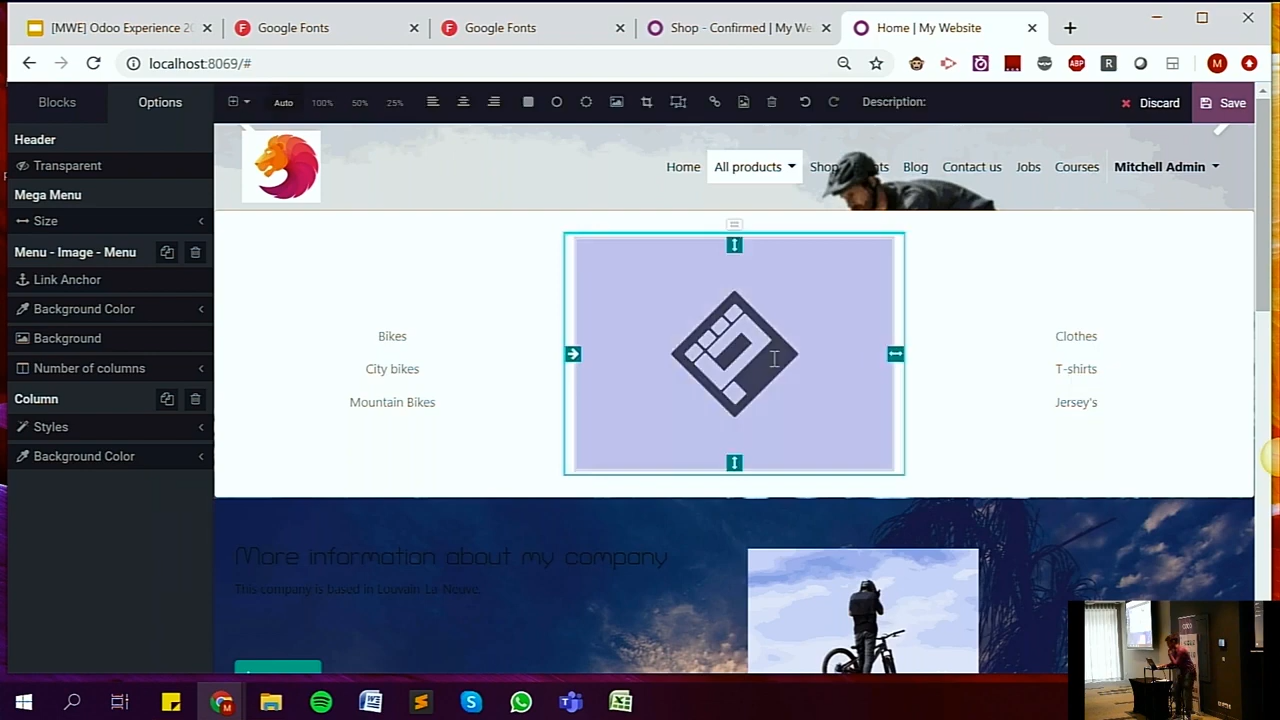 [MWE] Odoo Experience 20
Google Fonts
Google Fonts
Shop - Confirmed | My We
Home | My Website
localhost:8069/#
ABP
R
M
Blocks
Options
Auto
100%
50%
25%
Description:
Discard
Save
Header
Transparent
Mega Menu
Size
Menu - Image - Menu
Link Anchor
Background Color
Background
Number of columns
Column
Styles
Background Color
Home
All products
Shop
Blog
Contact us
Jobs
Courses
Mitchell Admin
Bikes
City bikes
Mountain Bikes
Clothes
T-shirts
Jersey's
More information about my company
This company is based in Louvain-La-Neuve.